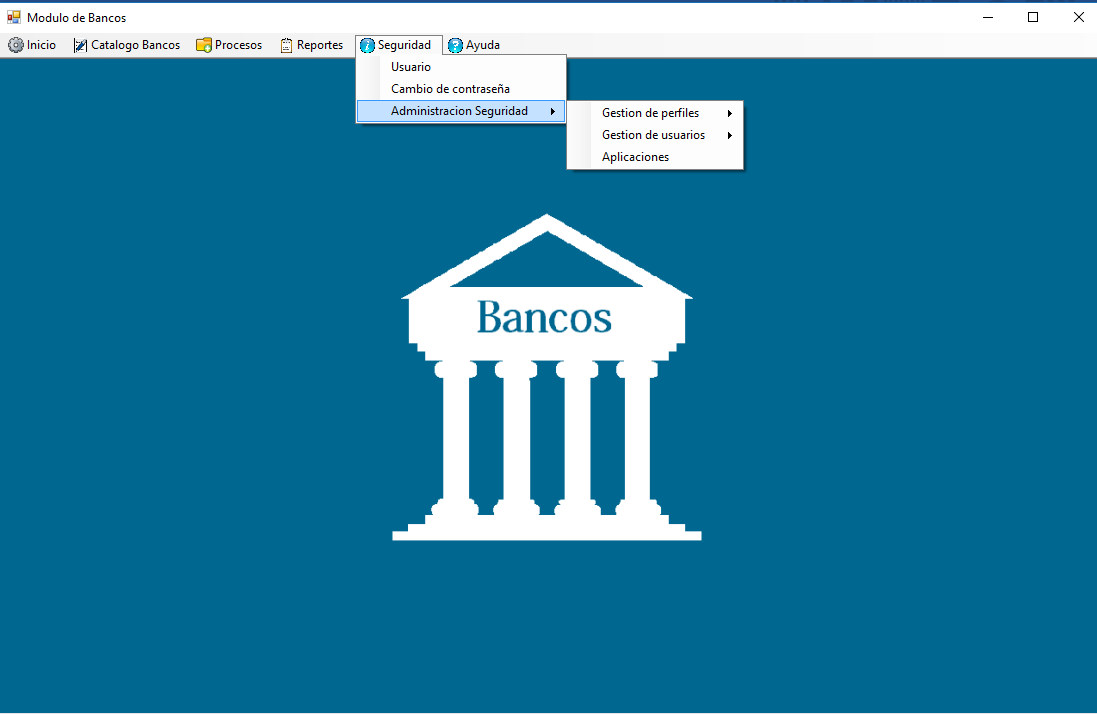 Modulo de Bancos
Inicio Catalogo Bancos Procesos Reportes Seguridad Ayuda
Usuario
Cambio de contraseña
Administracion Seguridad
Gestion de perfiles
Gestion de usuarios
Aplicaciones
Bancos